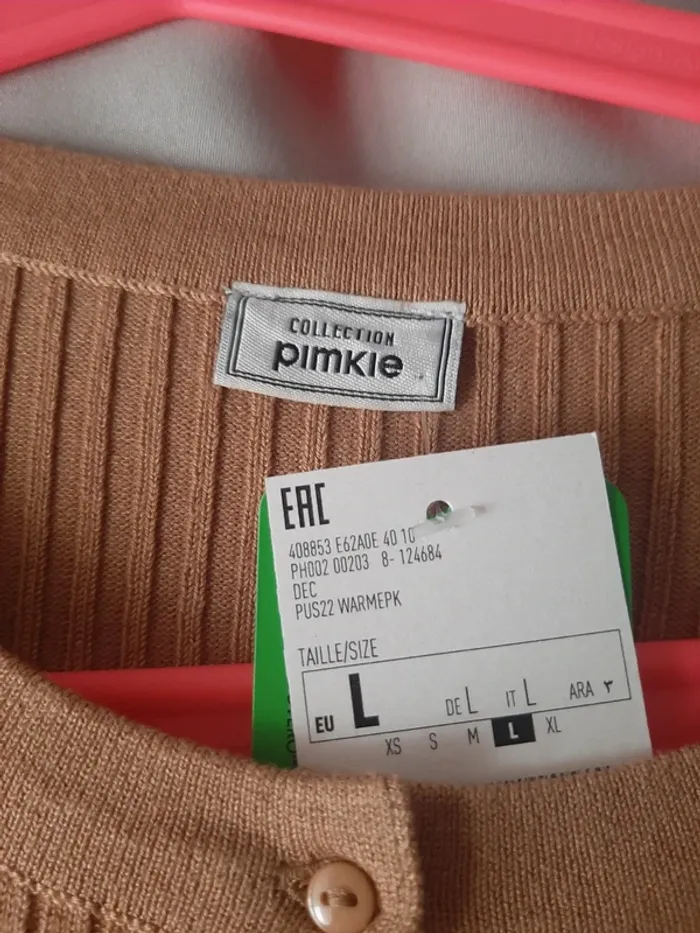 COLLECTION
pimkie
EAC
408853 E62A0E 40 10
PH002 00203 8- 124684
DEC
PUS22 WARMEPK
TAILLE/SIZE
EU L DE L IT L ARA ٣
XS S M L XL